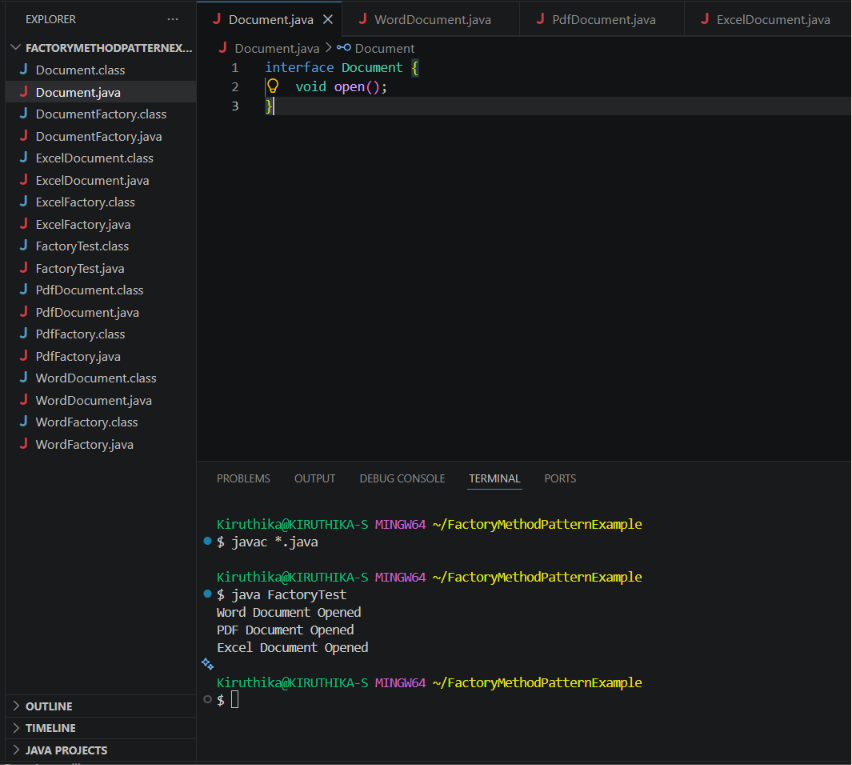 EXPLORER
FACTORYMETHODPATTERNEX...
Document.class
Document.java
DocumentFactory.class
DocumentFactory.java
ExcelDocument.class
ExcelDocument.java
ExcelFactory.class
ExcelFactory.java
FactoryTest.class
FactoryTest.java
PdfDocument.class
PdfDocument.java
PdfFactory.class
PdfFactory.java
WordDocument.class
WordDocument.java
WordFactory.class
WordFactory.java
OUTLINE
TIMELINE
JAVA PROJECTS
Document.java WordDocument.java PdfDocument.java ExcelDocument.java
Document.java > Document
1 interface Document {
2 void open();
3 }
PROBLEMS OUTPUT DEBUG CONSOLE TERMINAL PORTS
Kiruthika@KIRUTHIKA-S MINGW64 ~/FactoryMethodPatternExample
$ javac *.java
Kiruthika@KIRUTHIKA-S MINGW64 ~/FactoryMethodPatternExample
$ java FactoryTest
Word Document Opened
PDF Document Opened
Excel Document Opened
Kiruthika@KIRUTHIKA-S MINGW64 ~/FactoryMethodPatternExample
$